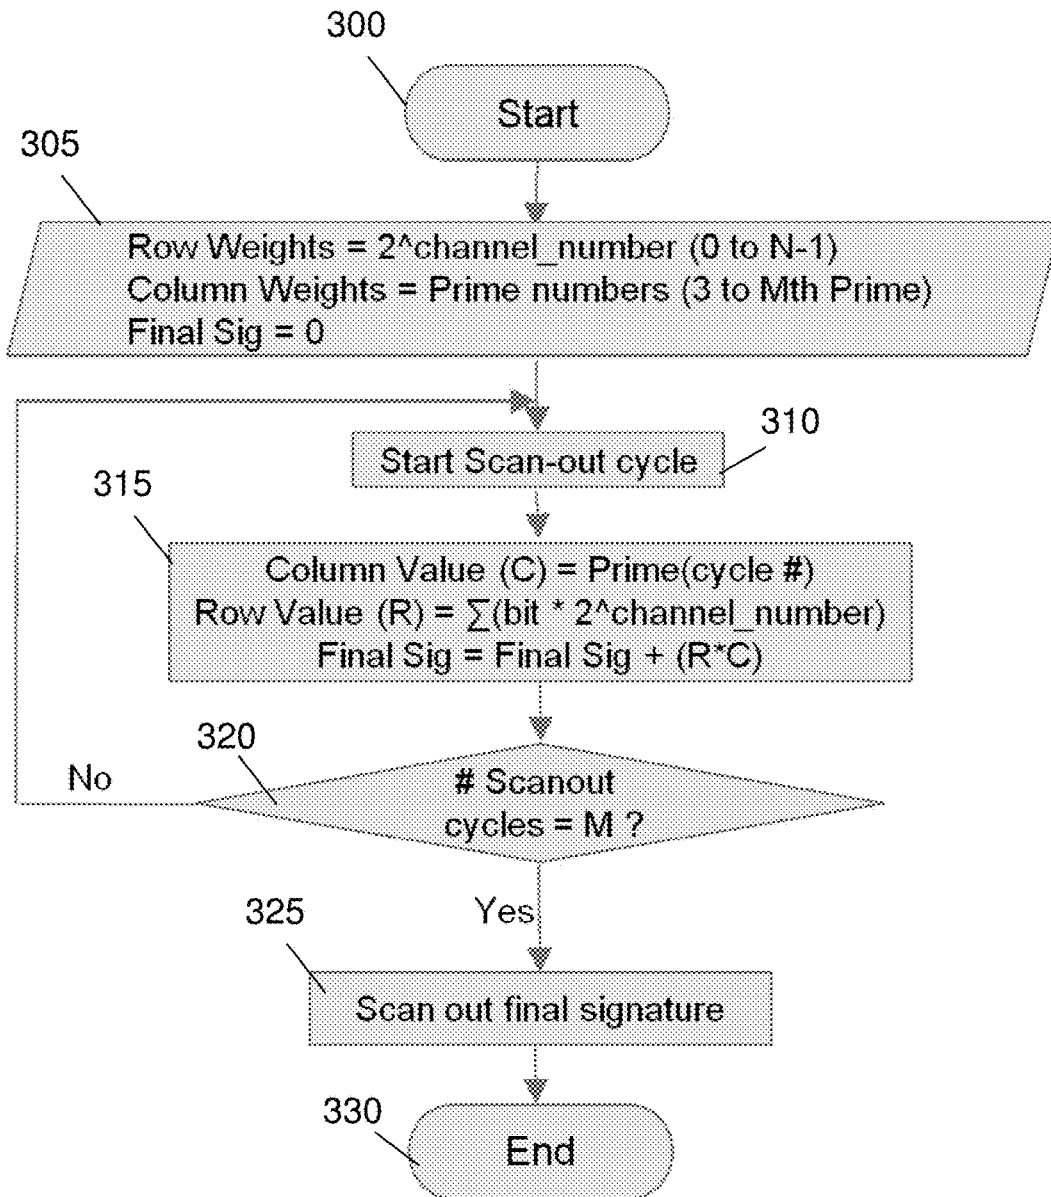 300
Start
305
Row Weights = 2^channel_number (0 to N-1)
Column Weights = Prime numbers (3 to Mth Prime)
Final Sig = 0
310
Start Scan-out cycle
315
Column Value (C) = Prime(cycle #)
Row Value (R) = ∑(bit * 2^channel_number)
Final Sig = Final Sig + (R*C)
320
No
# Scanout
cycles = M ?
Yes
325
Scan out final signature
330
End